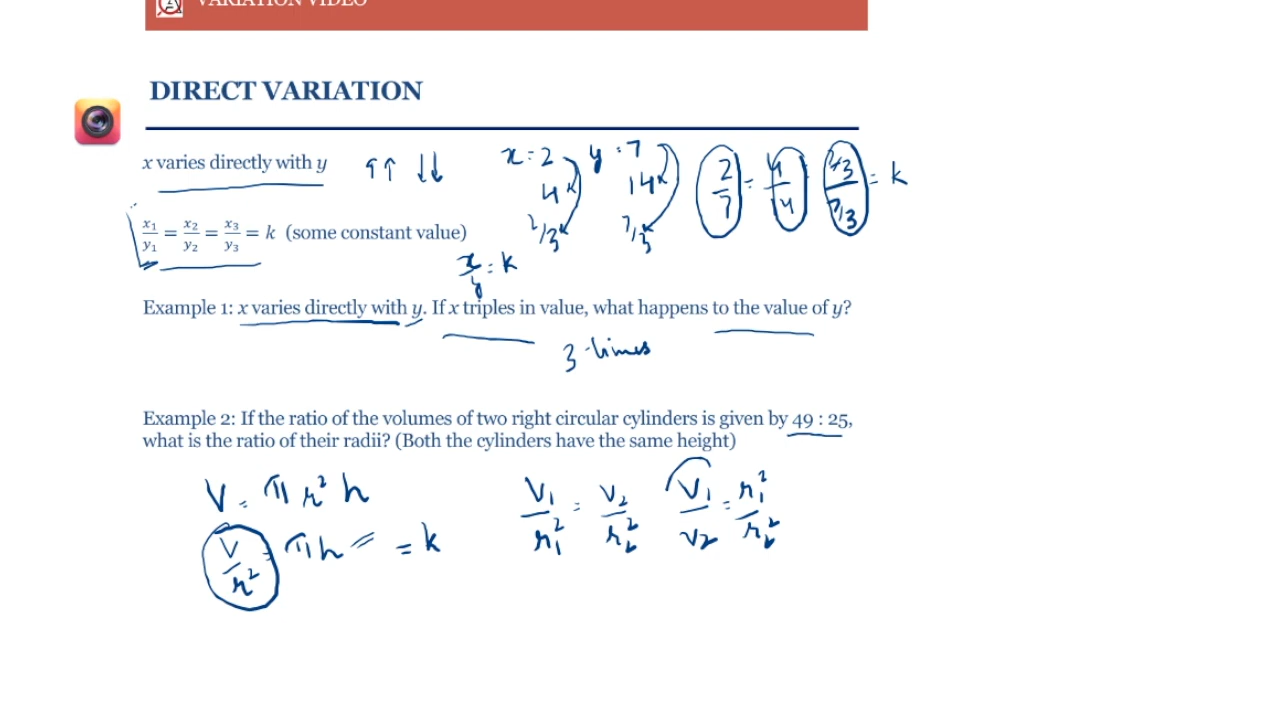 VARIATION VIDEO
DIRECT VARIATION
x varies directly with y ↑↑ ↓↓ x = 2 y = 7 2/7 = 4/14 = 2/3 / 7/3 = k
4 14
x₁/y₁ = x₂/y₂ = x₃/y₃ = k (some constant value) 2/3 7/3
x/y = k
Example 1: x varies directly with y. If x triples in value, what happens to the value of y?
3 times
Example 2: If the ratio of the volumes of two right circular cylinders is given by 49 : 25,
what is the ratio of their radii? (Both the cylinders have the same height)
V = π r² h V₁/r₁² = V₂/r₂² V₁/V₂ = r₁²/r₂²
V/r² = πh = k